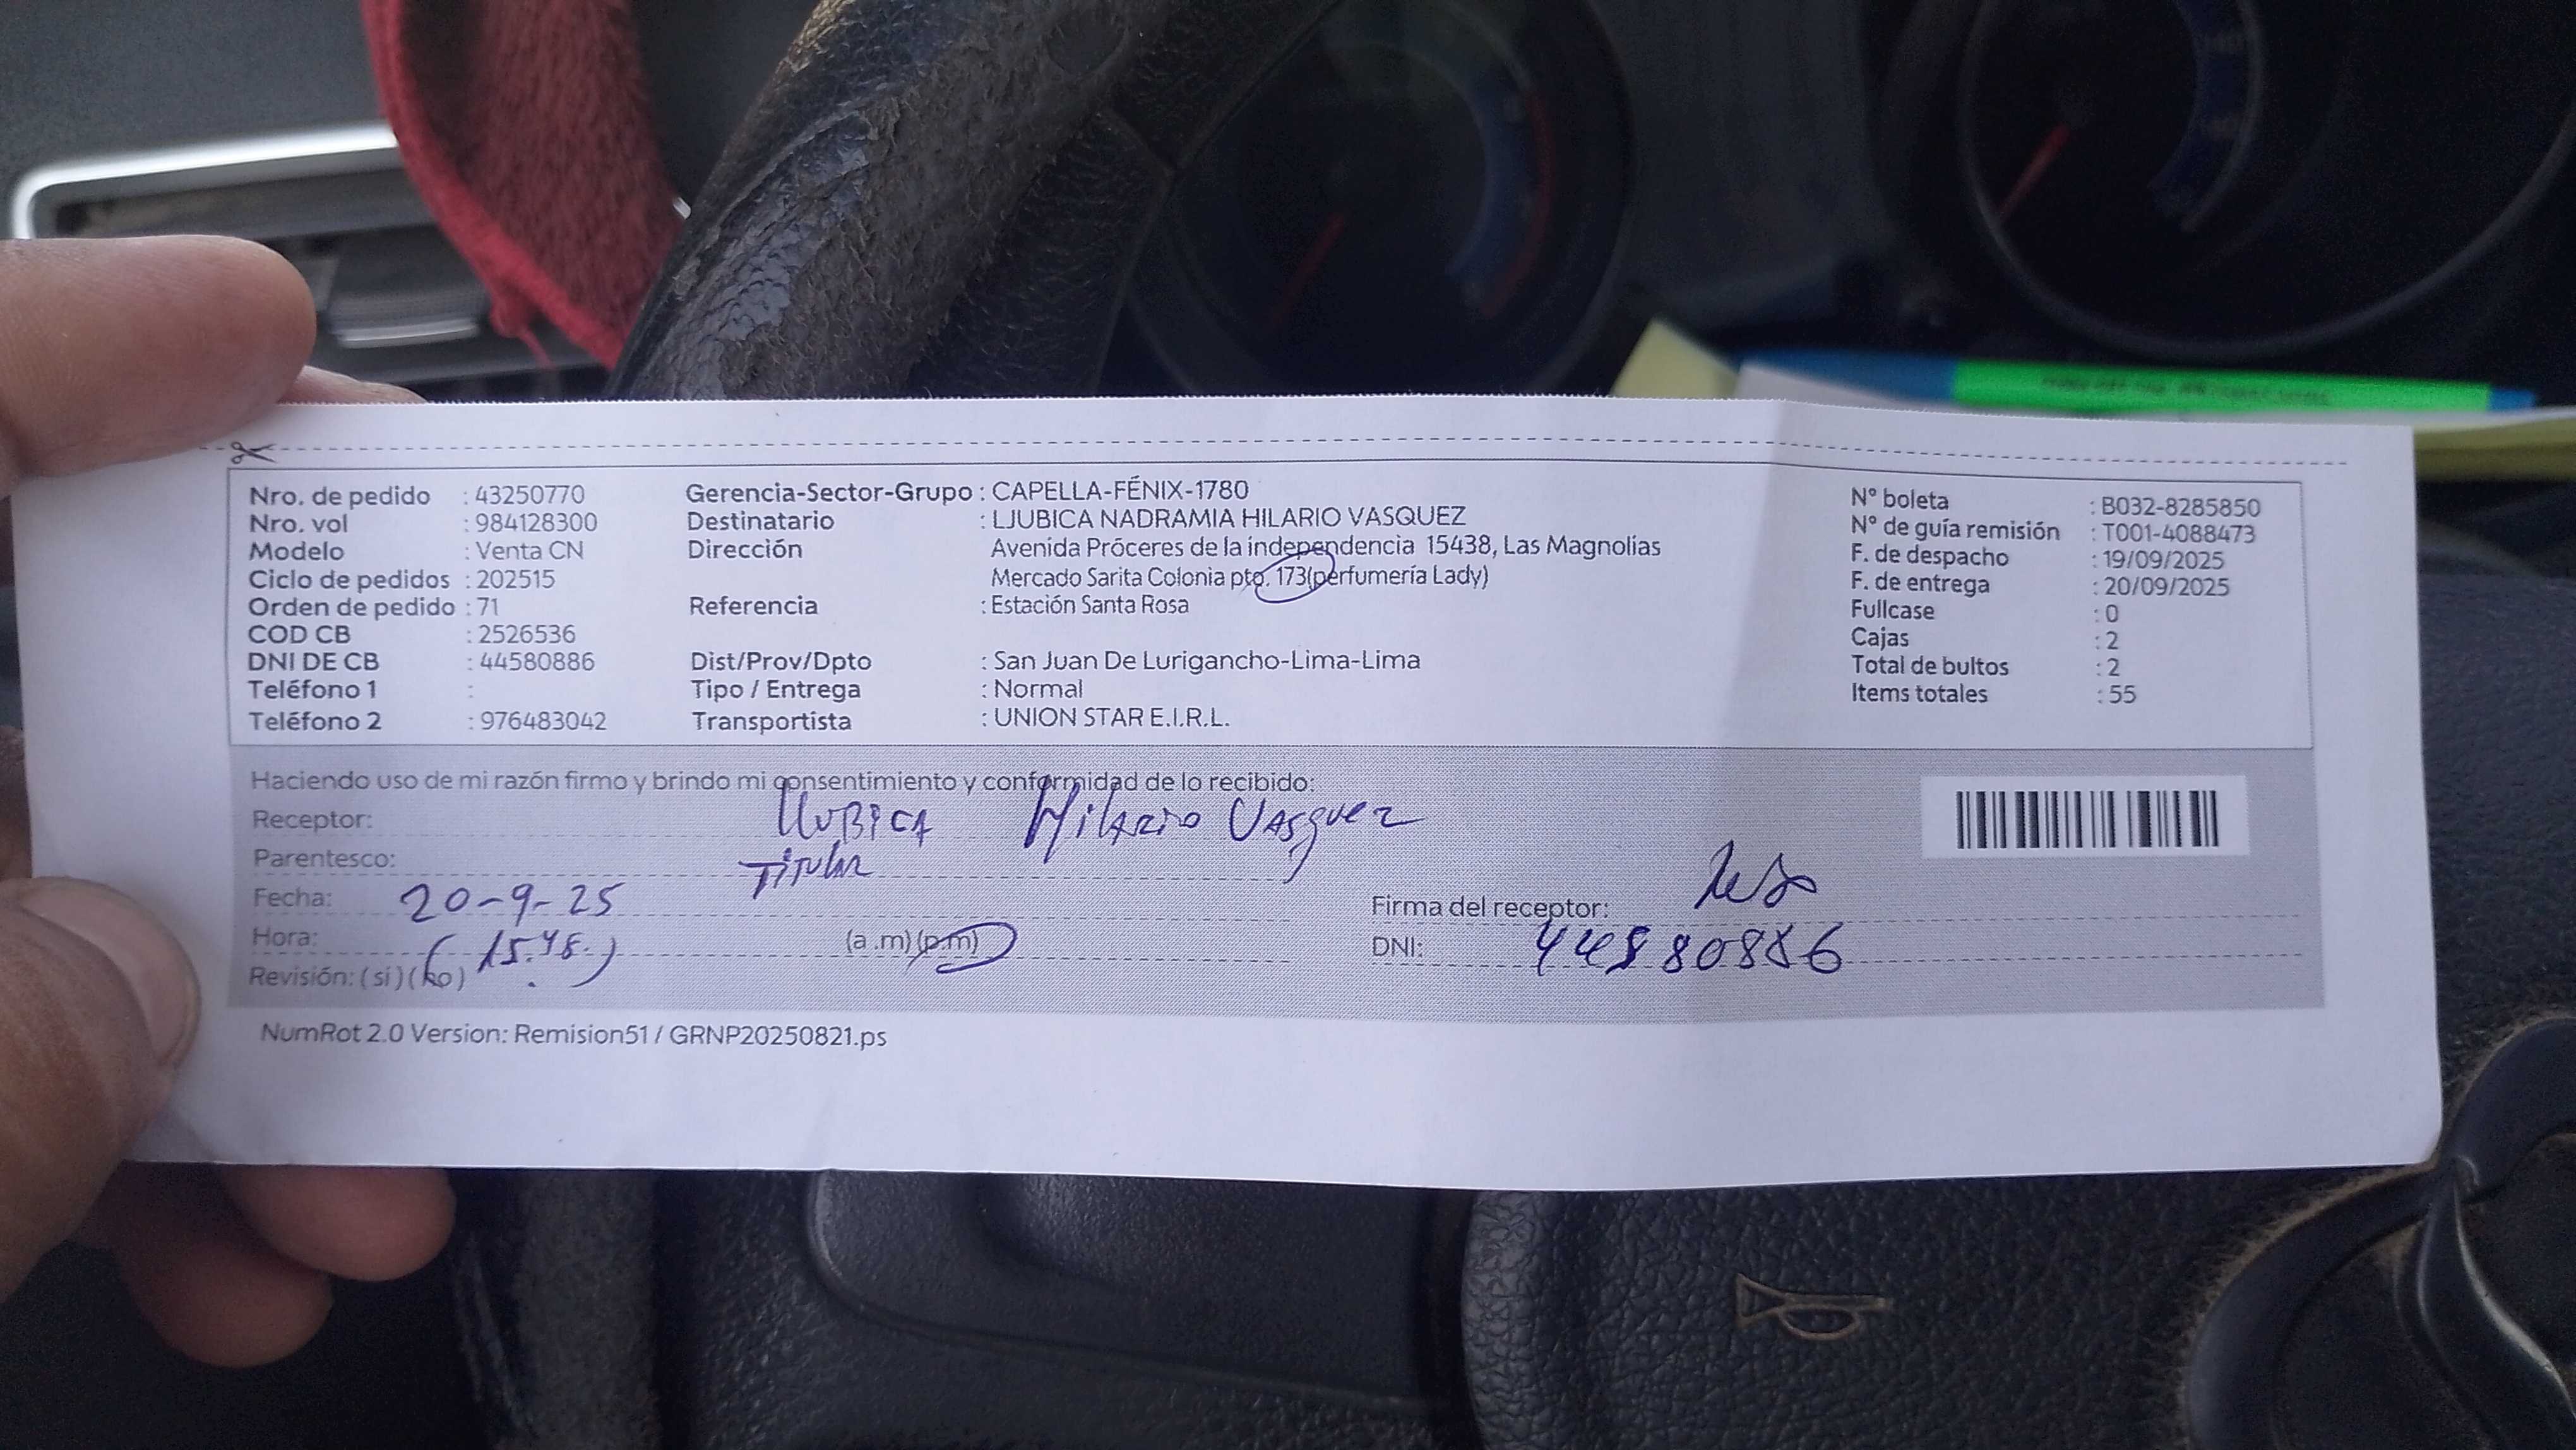 Nro. de pedido : 43250770
Nro. vol : 984128300
Modelo : Venta CN
Ciclo de pedidos : 202515
Orden de pedido : 71
COD CB : 2526536
DNI DE CB : 44580886
Teléfono 1 :
Teléfono 2 : 976483042
Gerencia-Sector-Grupo : CAPELLA-FÉNIX-1780
Destinatario : LJUBICA NADRAMIA HILARIO VASQUEZ
Dirección Avenida Próceres de la independencia 15438, Las Magnolias
Mercado Sarita Colonia pto. 173(perfumería Lady)
Referencia : Estación Santa Rosa
Dist/Prov/Dpto : San Juan De Lurigancho-Lima-Lima
Tipo / Entrega : Normal
Transportista : UNION STAR E.I.R.L.
N° boleta : B032-8285850
N° de guía remisión : T001-4088473
F. de despacho : 19/09/2025
F. de entrega : 20/09/2025
Fullcase : 0
Cajas : 2
Total de bultos : 2
Items totales : 55
Haciendo uso de mi razón firmo y brindo mi consentimiento y conformidad de lo recibido:
Receptor: Hilario Vasquez
Parentesco: Titular
Fecha: 20-9-25
Hora: (15.48.) (a .m)(p.m)
Revisión: (si)(no)
Firma del receptor:
DNI: 44580886
NumRot 2.0 Version: Remision51 / GRNP20250821.ps